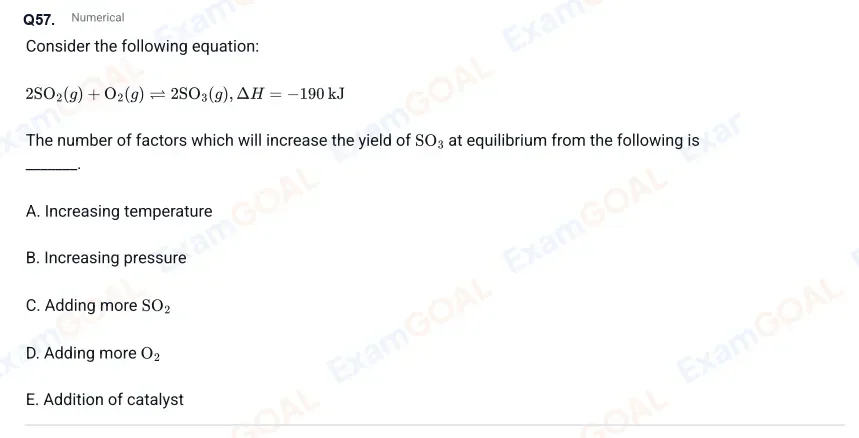 Q57. Numerical
Consider the following equation:
2SO₂(g) + O₂(g) ⇌ 2SO₃(g), ΔH = −190 kJ
The number of factors which will increase the yield of SO₃ at equilibrium from the following is
_______.
A. Increasing temperature
B. Increasing pressure
C. Adding more SO₂
D. Adding more O₂
E. Addition of catalyst